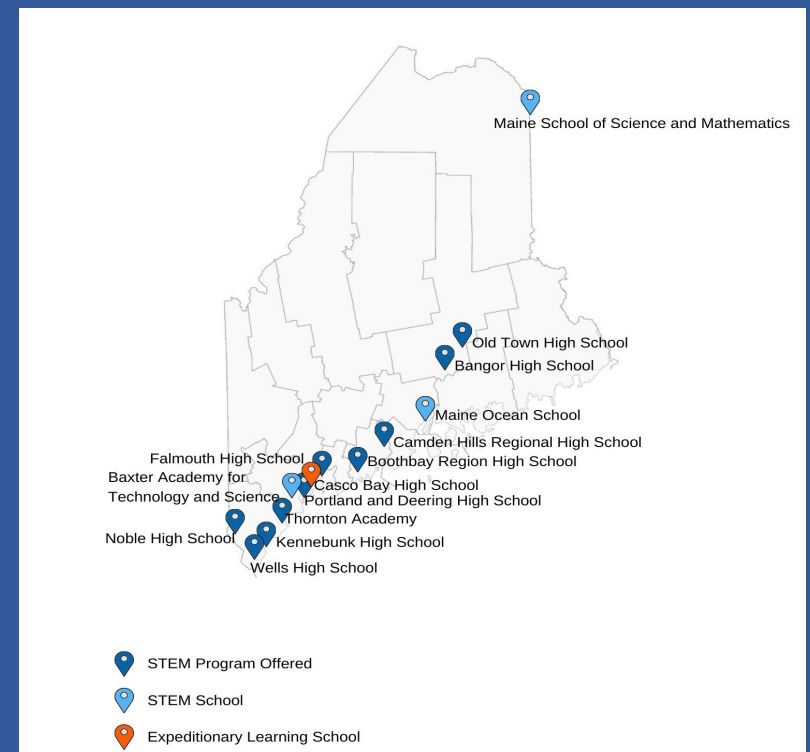 Maine School of Science and Mathematics
Old Town High School
Bangor High School
Maine Ocean School
Camden Hills Regional High School
Falmouth High School
Boothbay Region High School
Baxter Academy for
Technology and Science
Casco Bay High School
Portland and Deering High School
Thornton Academy
Noble High School
Kennebunk High School
Wells High School
STEM Program Offered
STEM School
Expeditionary Learning School